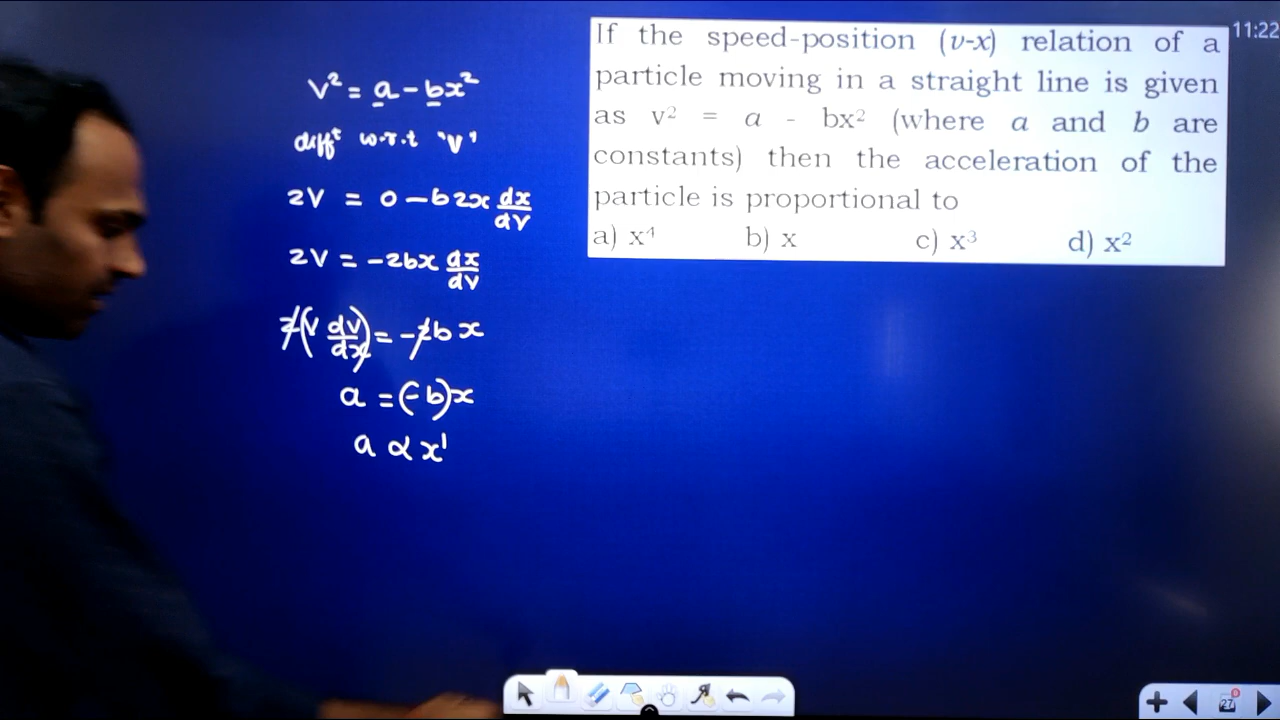 11:22
If the speed-position (v-x) relation of a
particle moving in a straight line is given
as v² = a - bx² (where a and b are
constants) then the acceleration of the
particle is proportional to
a) x⁴ b) x c) x³ d) x²
v² = a - bx²
diffᵗ w.r.t 'v'
2v = 0 - b2x dx/dv
2v = -2bx dx/dv
2(v dv/dx) = -2bx
a = (-b)x
a ∝ x¹
27